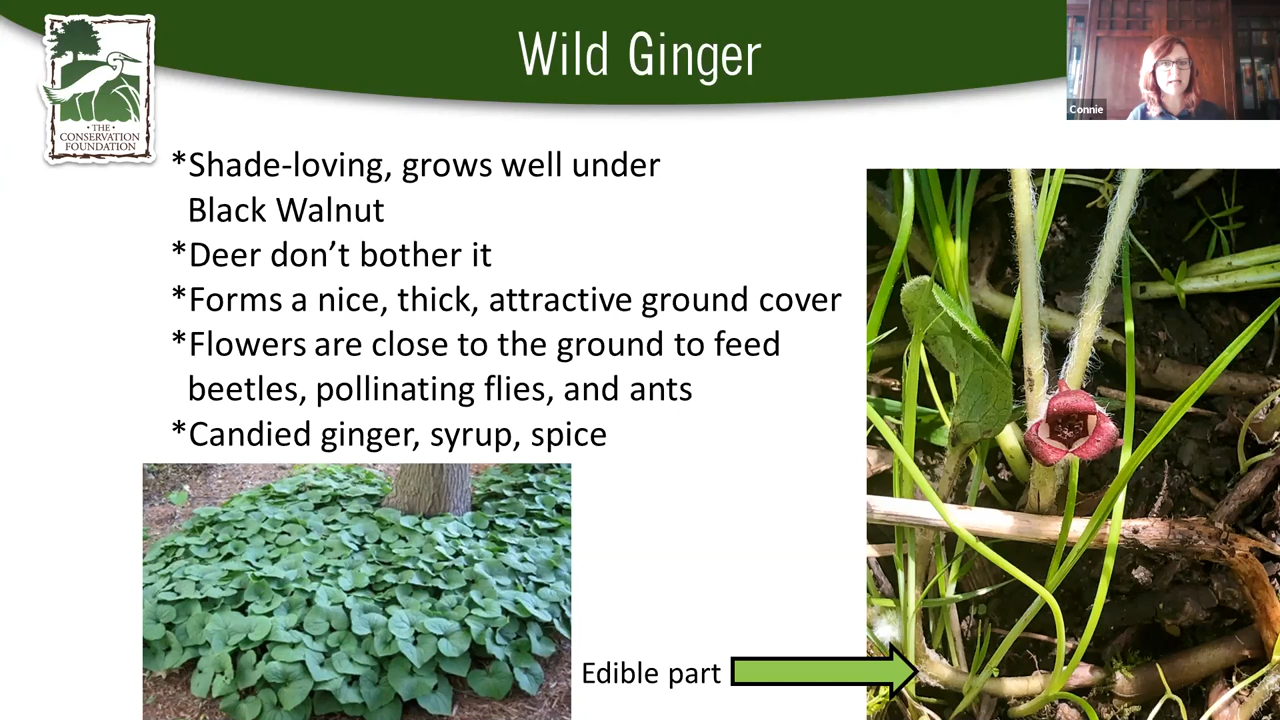 Wild Ginger
Connie
• THE •
CONSERVATION
FOUNDATION
*Shade-loving, grows well under
Black Walnut
*Deer don’t bother it
*Forms a nice, thick, attractive ground cover
*Flowers are close to the ground to feed
beetles, pollinating flies, and ants
*Candied ginger, syrup, spice
Edible part